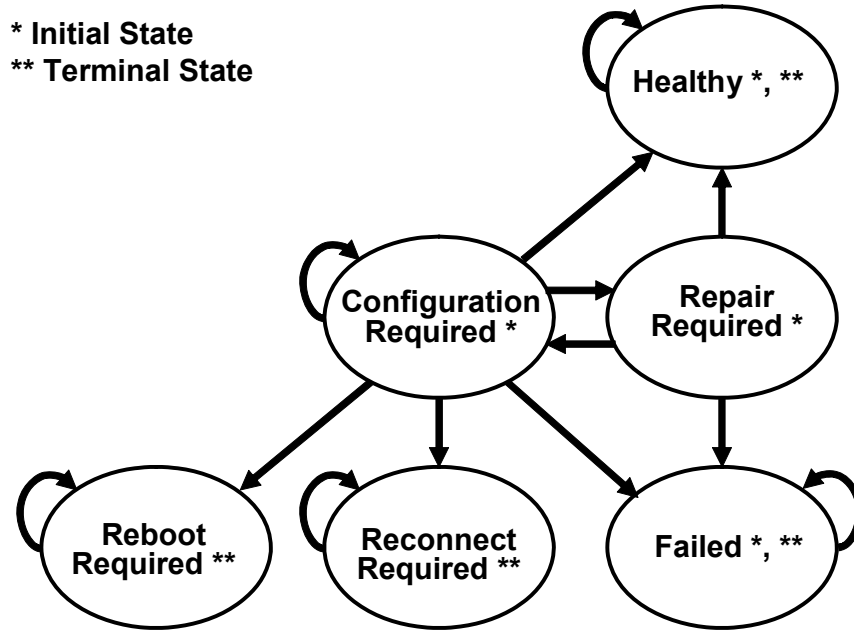 * Initial State
** Terminal State
Healthy *, **
Configuration
Required *
Repair
Required *
Reboot
Required **
Reconnect
Required **
Failed *, **